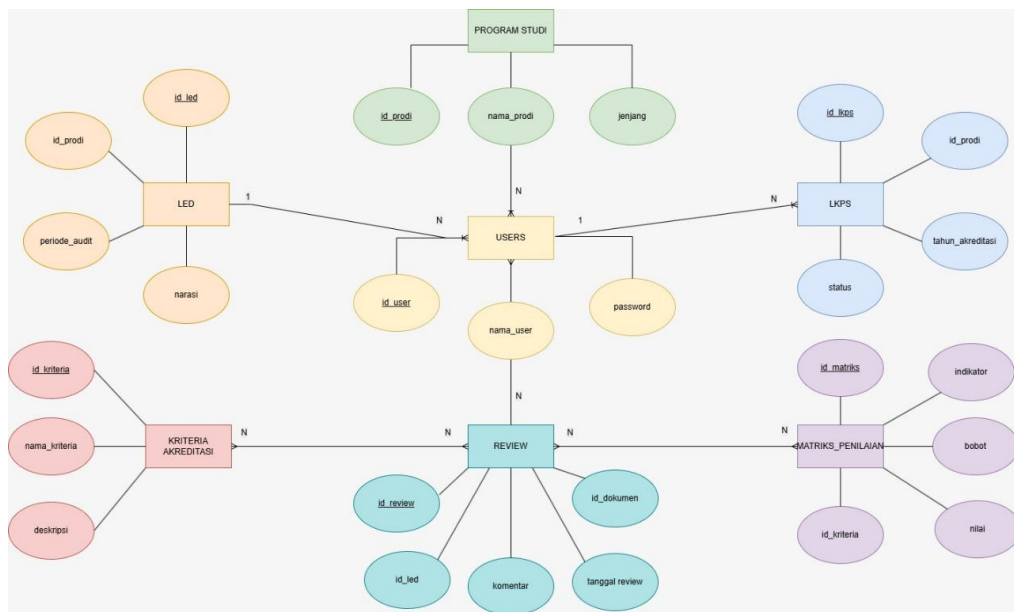 PROGRAM STUDI
id_prodi
nama_prodi
jenjang
id_led
id_prodi
LED
periode_audit
narasi
1
N
N
1
N
USERS
id_user
nama_user
password
id_lkps
id_prodi
LKPS
tahun_akreditasi
status
id_kriteria
nama_kriteria
KRITERIA
AKREDITASI
deskripsi
N
N
N
N
N
REVIEW
id_review
id_led
komentar
tanggal review
id_dokumen
id_matriks
indikator
MATRIKS_PENILAIAN
bobot
id_kriteria
nilai